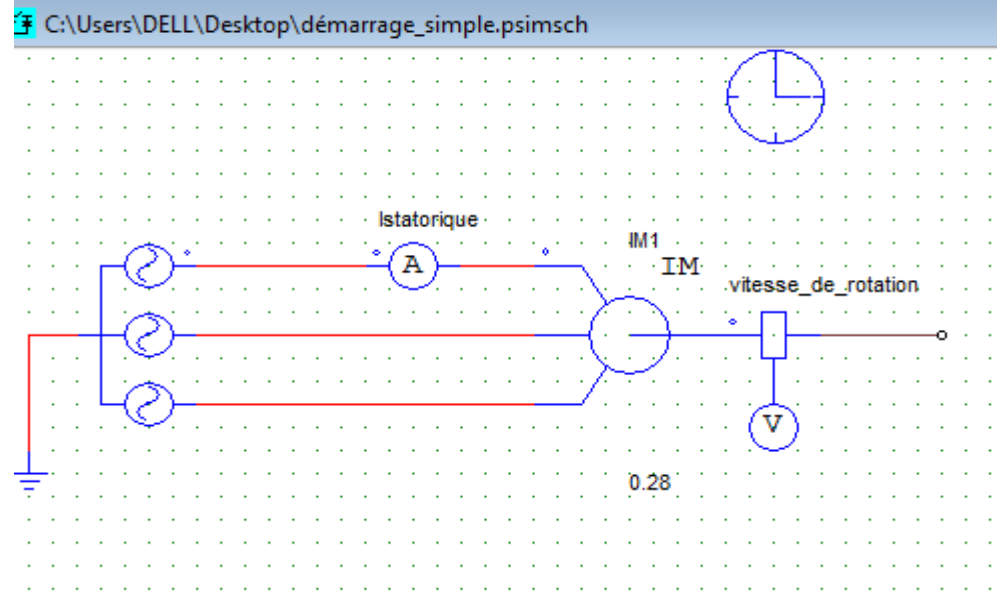 C:\Users\DELL\Desktop\démarrage_simple.psimsch
Istatorique
A
IM1
IM
vitesse_de_rotation
V
0.28